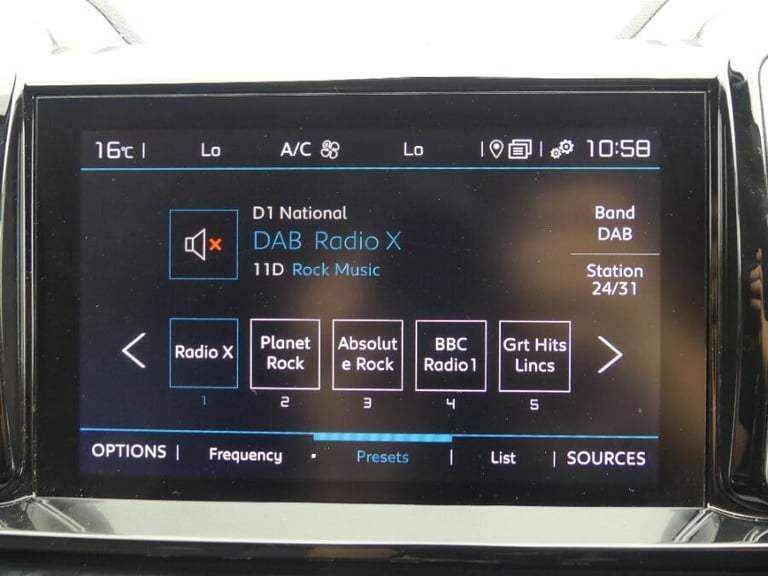 16°C | Lo A/C Lo | | 10:58
D1 National
DAB Radio X
11D Rock Music
Band
DAB
Station
24/31
Radio X
Planet
Rock
Absolut
e Rock
BBC
Radio1
Grt Hits
Lincs
1 2 3 4 5
OPTIONS | Frequency Presets | List | SOURCES